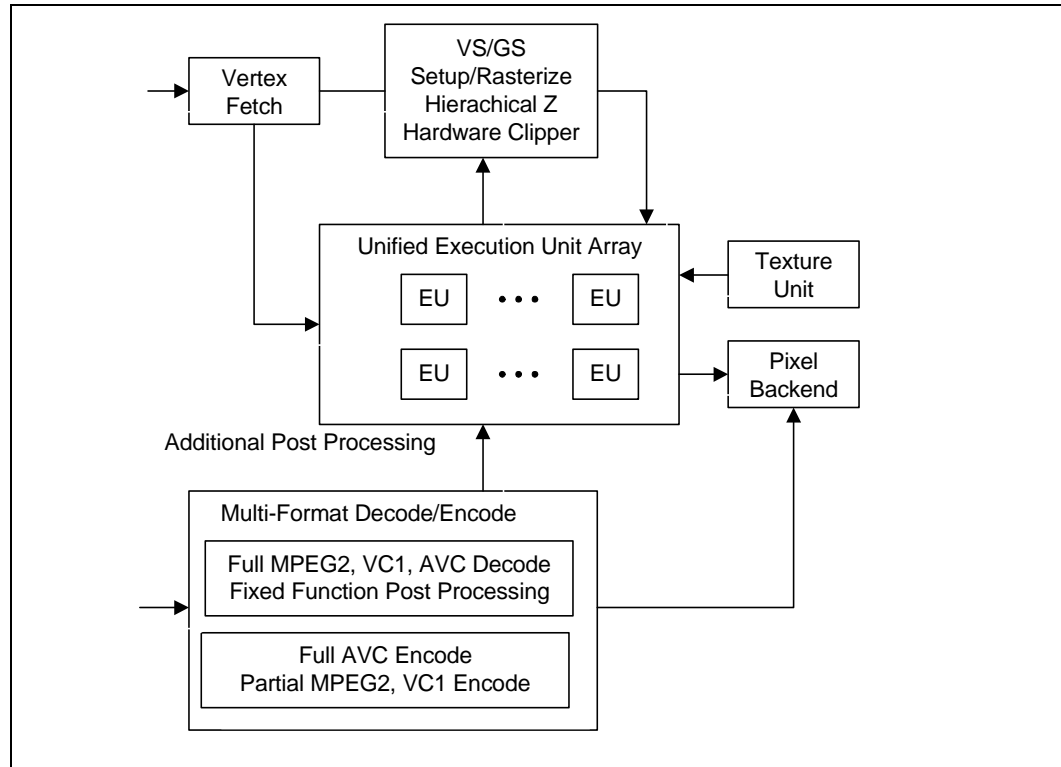 VS/GS
Setup/Rasterize
Hierachical Z
Hardware Clipper
Vertex
Fetch
Unified Execution Unit Array
EU
• • •
EU
EU
• • •
EU
Texture
Unit
Pixel
Backend
Additional Post Processing
Multi-Format Decode/Encode
Full MPEG2, VC1, AVC Decode
Fixed Function Post Processing
Full AVC Encode
Partial MPEG2, VC1 Encode